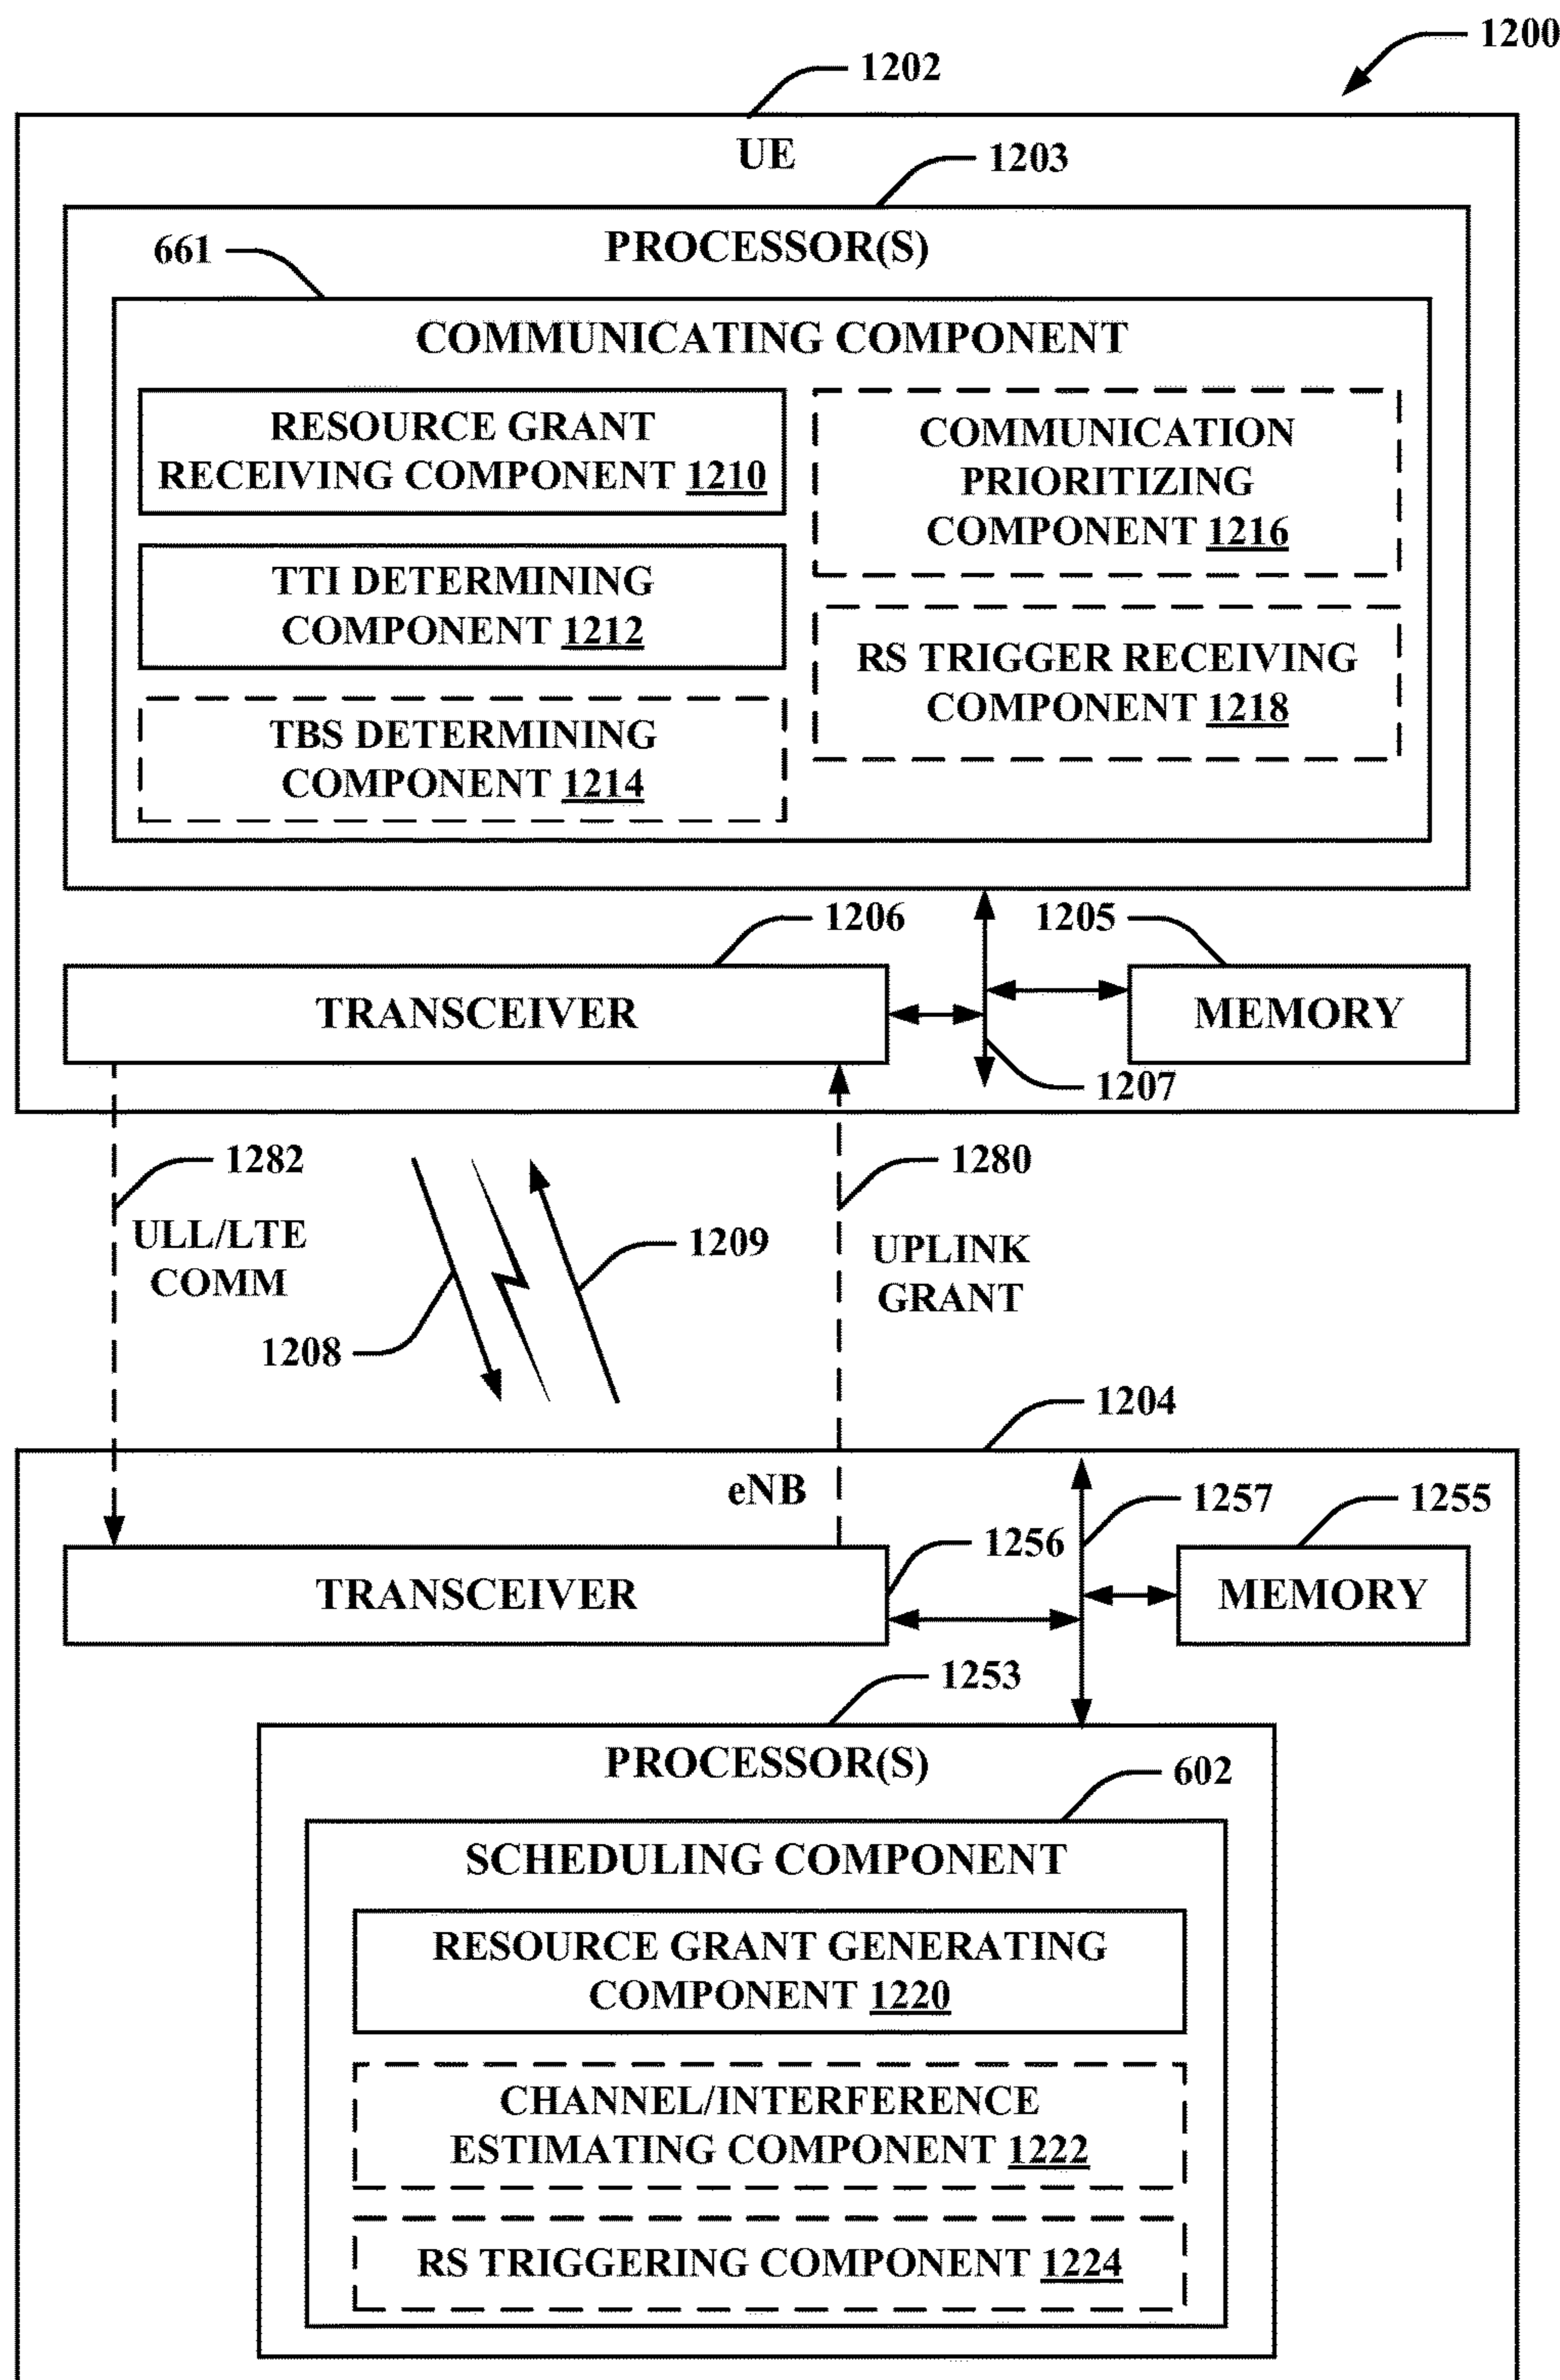 1200
1202
UE
1203
PROCESSOR(S)
661
COMMUNICATING COMPONENT
RESOURCE GRANT
RECEIVING COMPONENT 1210
TTI DETERMINING
COMPONENT 1212
TBS DETERMINING
COMPONENT 1214
COMMUNICATION
PRIORITIZING
COMPONENT 1216
RS TRIGGER RECEIVING
COMPONENT 1218
1206
1205
TRANSCEIVER
MEMORY
1207
1282
ULL/LTE
COMM
1208
1209
1280
UPLINK
GRANT
1204
eNB
1257
1255
1256
TRANSCEIVER
MEMORY
1253
PROCESSOR(S)
602
SCHEDULING COMPONENT
RESOURCE GRANT GENERATING
COMPONENT 1220
CHANNEL/INTERFERENCE
ESTIMATING COMPONENT 1222
RS TRIGGERING COMPONENT 1224